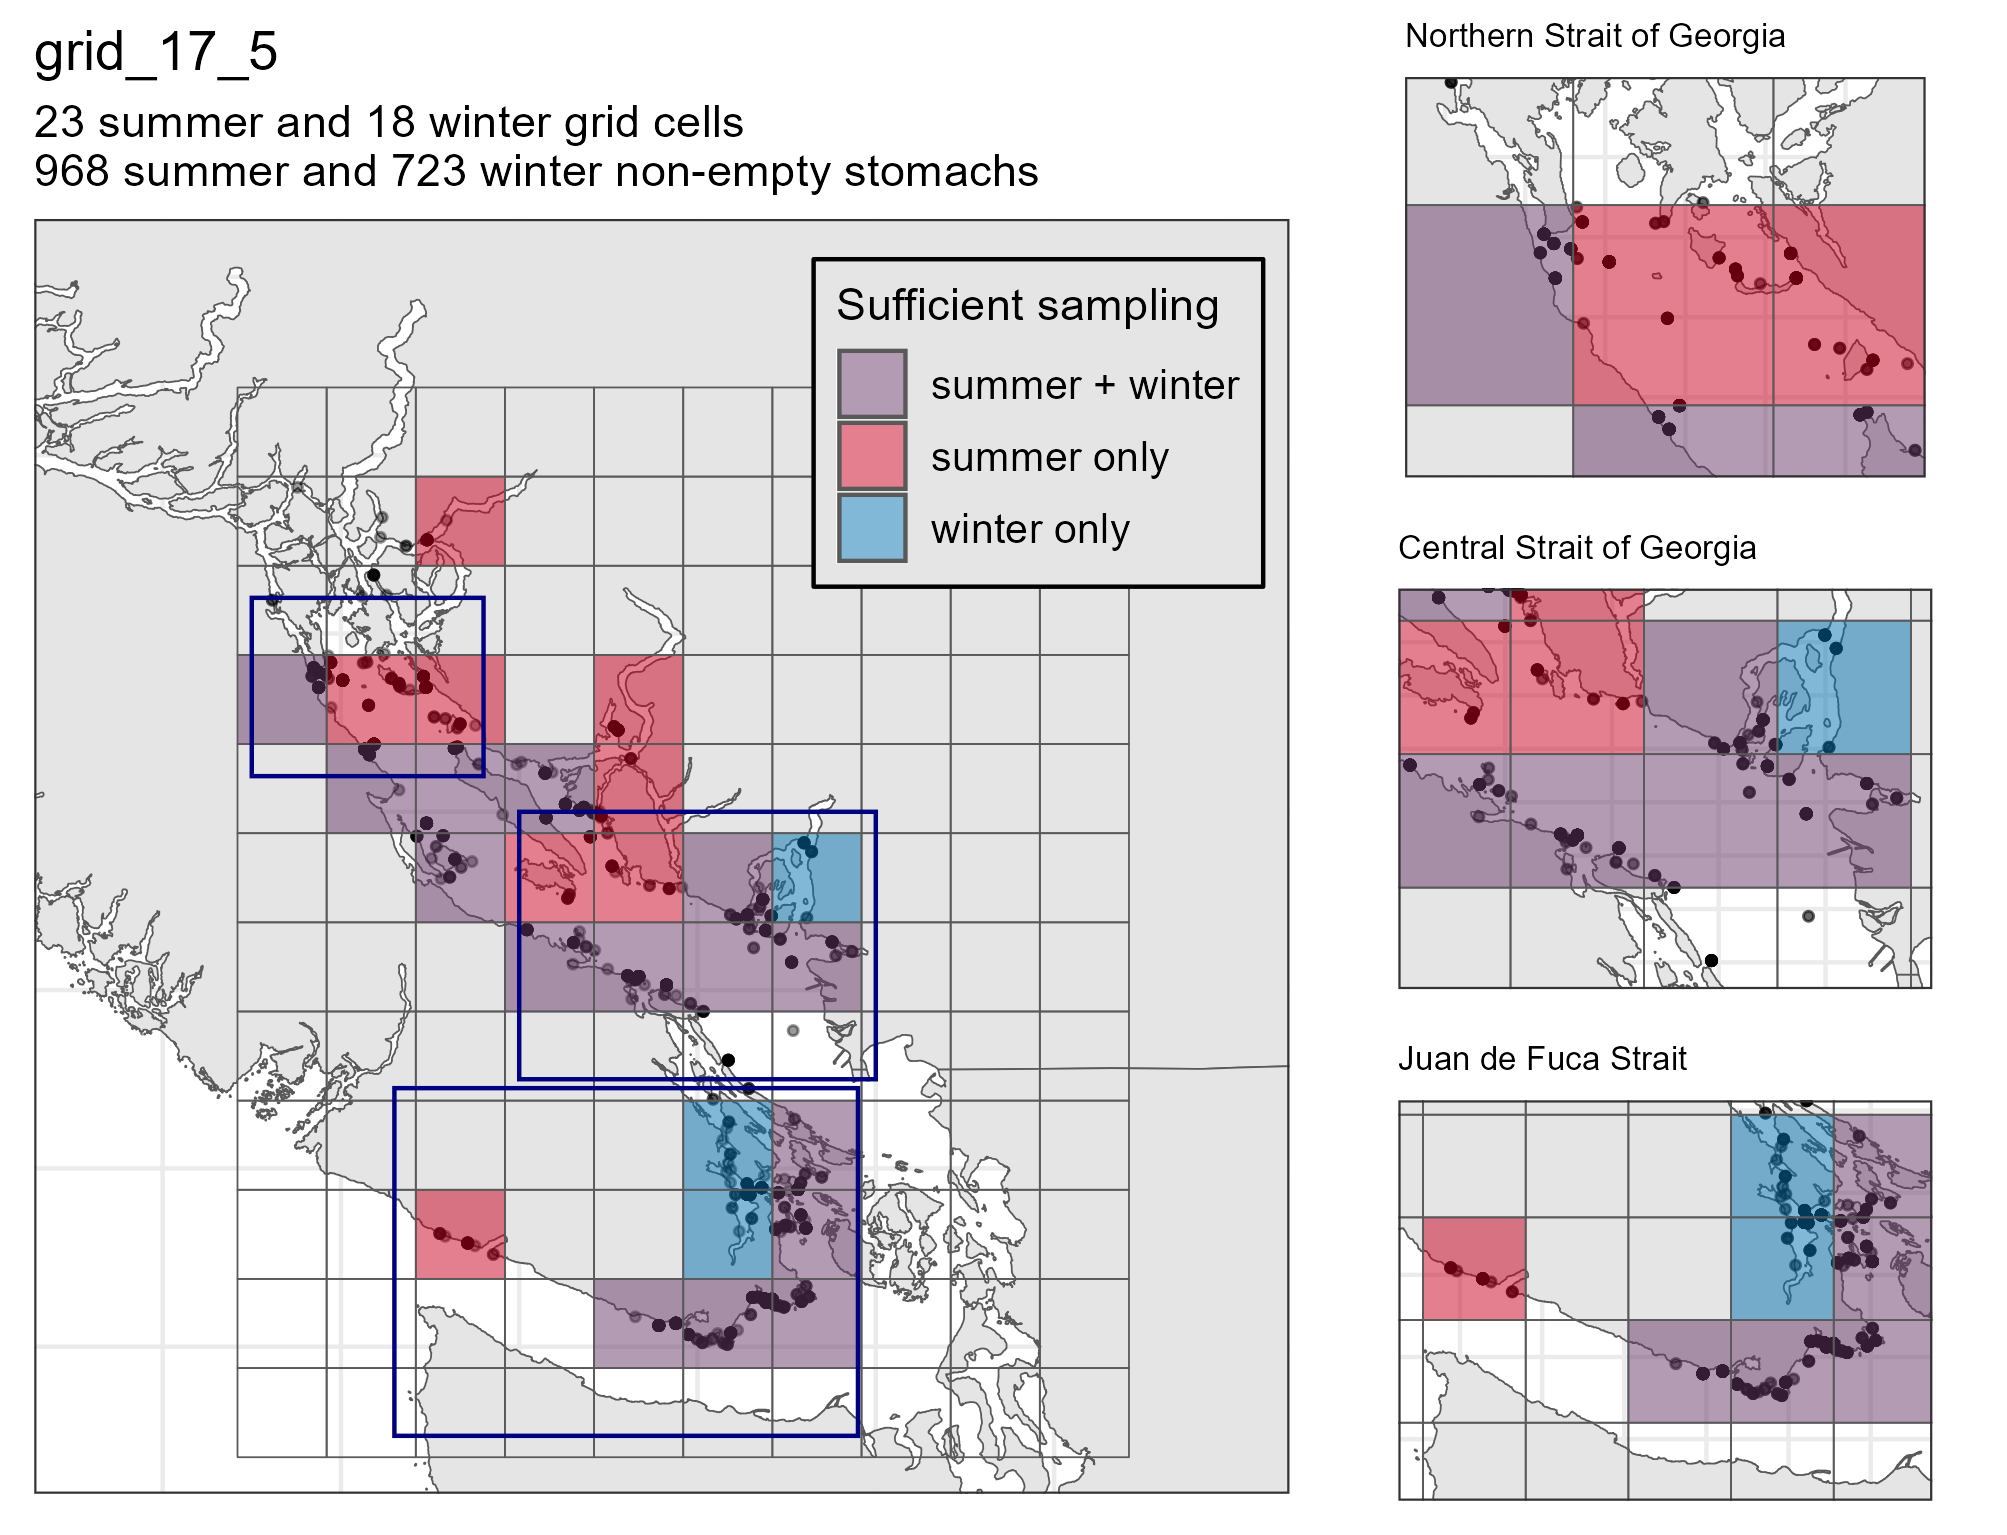 grid_17_5
23 summer and 18 winter grid cells
968 summer and 723 winter non-empty stomachs
Sufficient sampling
summer + winter
summer only
winter only
Northern Strait of Georgia
Central Strait of Georgia
Juan de Fuca Strait